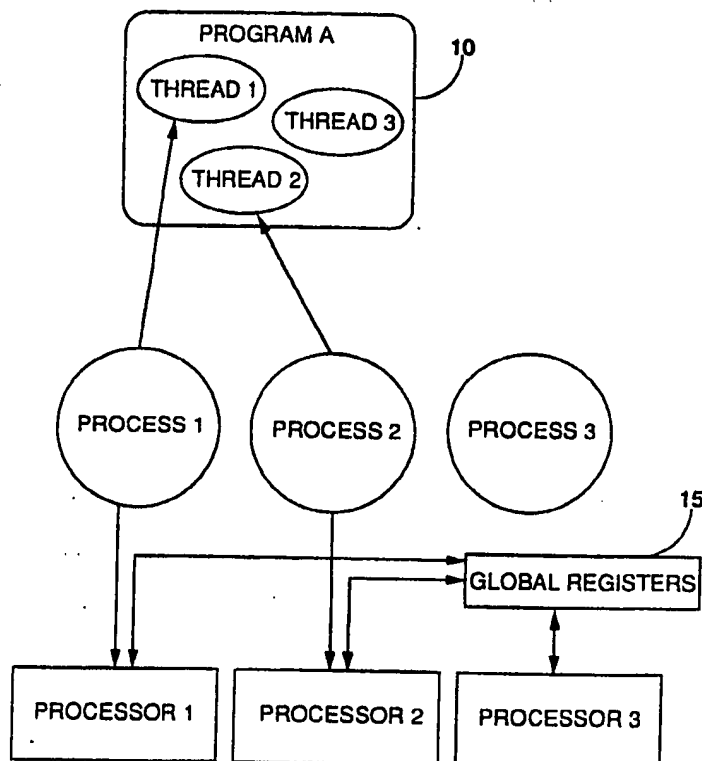 PROGRAM A
10
THREAD 1
THREAD 3
THREAD 2
PROCESS 1
PROCESS 2
PROCESS 3
15
GLOBAL REGISTERS
PROCESSOR 1
PROCESSOR 2
PROCESSOR 3